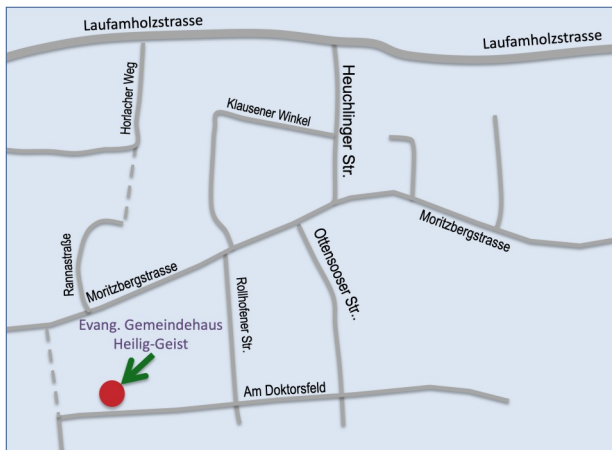 Laufamholzstrasse
Laufamholzstrasse
Horlacher Weg
Klausener Winkel
Heuchlinger Str.
Rannastraße
Moritzbergstrasse
Moritzbergstrasse
Rollhofener Str.
Ottensooser Str..
Evang. Gemeindehaus
Heilig-Geist
Am Doktorsfeld